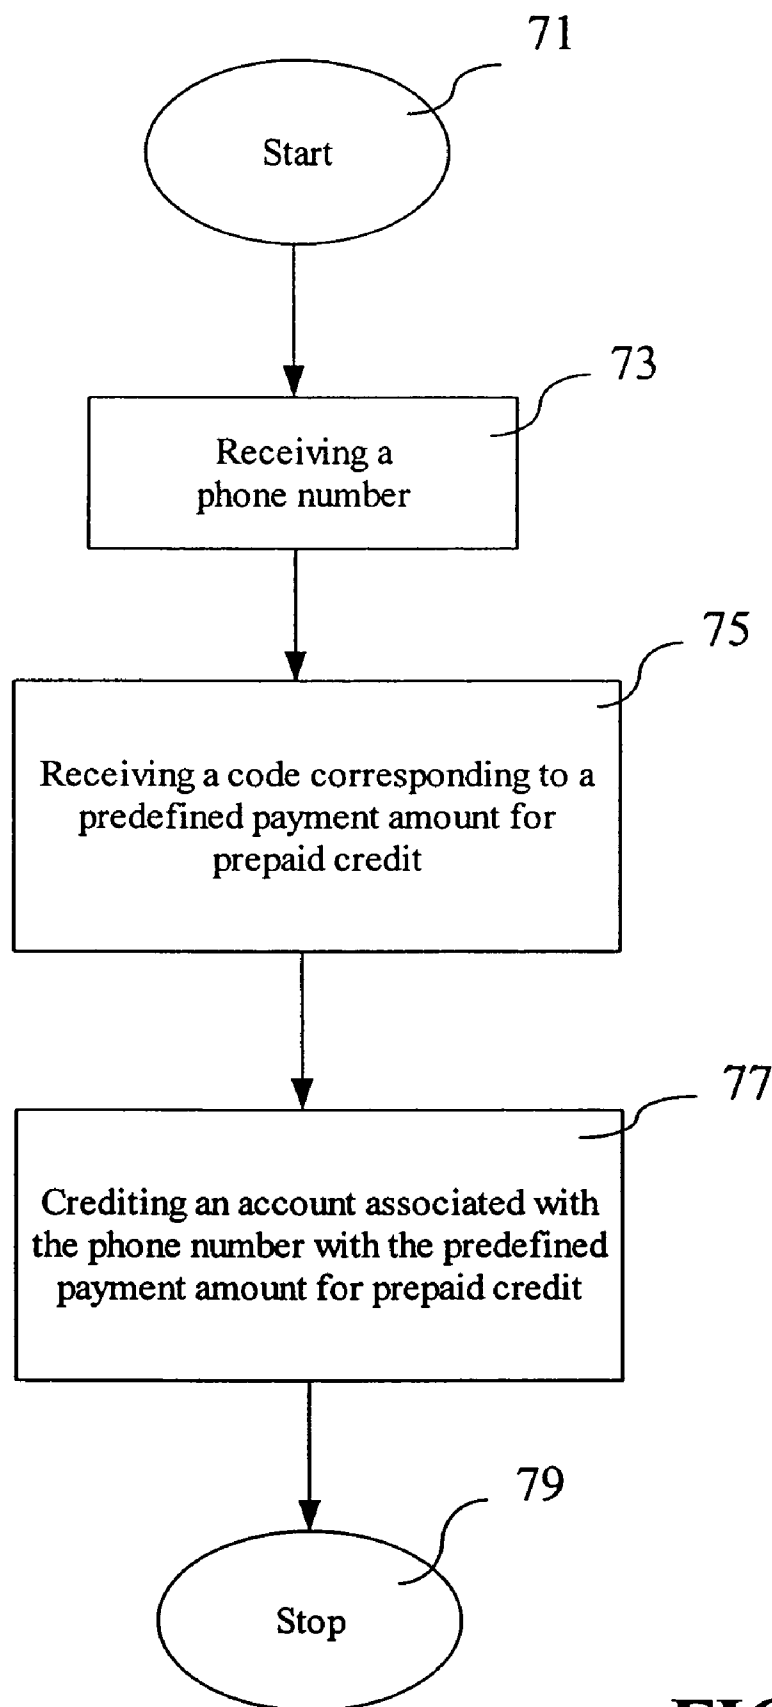 71
Start
73
Receiving a
phone number
75
Receiving a code corresponding to a
predefined payment amount for
prepaid credit
77
Crediting an account associated with
the phone number with the predefined
payment amount for prepaid credit
79
Stop